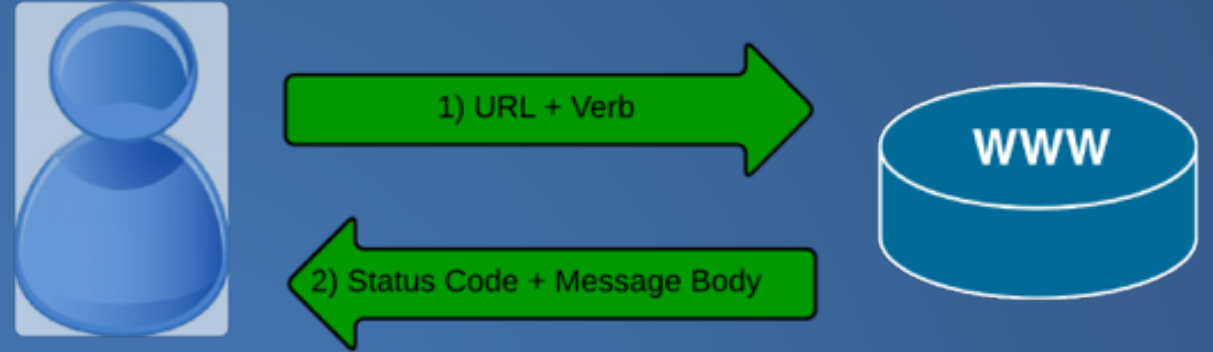 1) URL + Verb
WWW
2) Status Code + Message Body